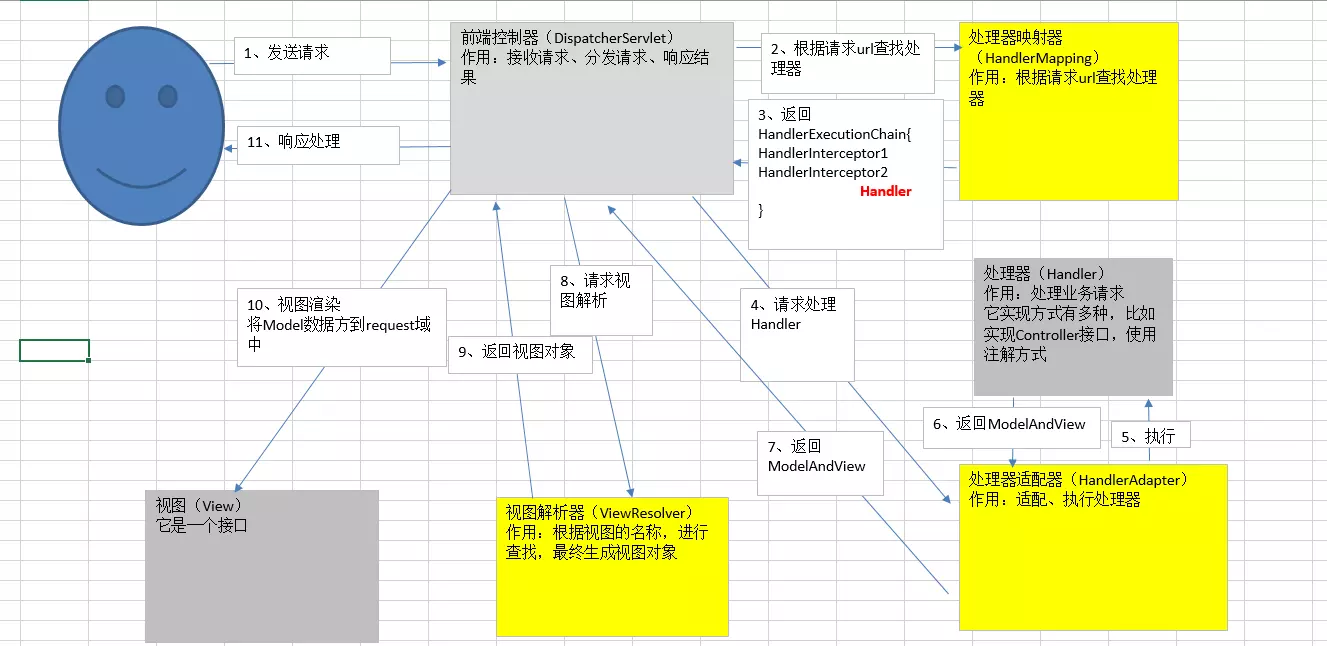 1、发送请求
前端控制器（DispatcherServlet）
作用：接收请求、分发请求、响应结
果
2、根据请求url查找处
理器
处理器映射器
（HandlerMapping）
作用：根据请求url查找处理
器
11、响应处理
3、返回
HandlerExecutionChain{
HandlerInterceptor1
HandlerInterceptor2
Handler
}
10、视图渲染
将Model数据方到request域
中
9、返回视图对象
8、请求视
图解析
4、请求处理
Handler
处理器（Handler）
作用：处理业务请求
它实现方式有多种，比如
实现Controller接口，使用
注解方式
6、返回ModelAndView
5、执行
7、返回
ModelAndView
视图（View）
它是一个接口
视图解析器（ViewResolver）
作用：根据视图的名称，进行
查找，最终生成视图对象
处理器适配器（HandlerAdapter）
作用：适配、执行处理器